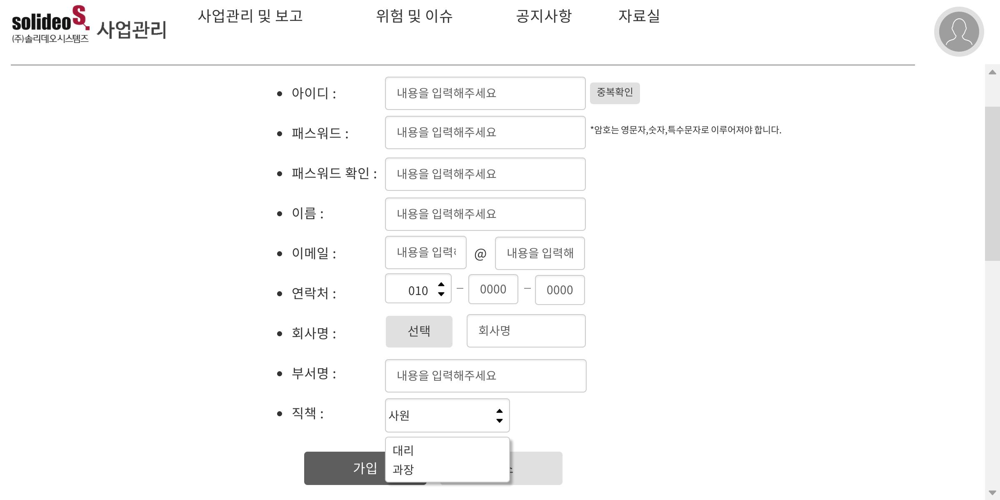 solideoS
(주)솔리데오시스템즈
사업관리
사업관리 및 보고
위험 및 이슈
공지사항
자료실
아이디 :
내용을 입력해주세요
중복확인
패스워드 :
내용을 입력해주세요
*암호는 영문자,숫자,특수문자로 이루어져야 합니다.
패스워드 확인 :
내용을 입력해주세요
이름 :
내용을 입력해주세요
이메일 :
내용을 입력
@
내용을 입력해
연락처 :
010
–
0000
–
0000
회사명 :
선택
회사명
부서명 :
내용을 입력해주세요
직책 :
사원
대리
과장
가입